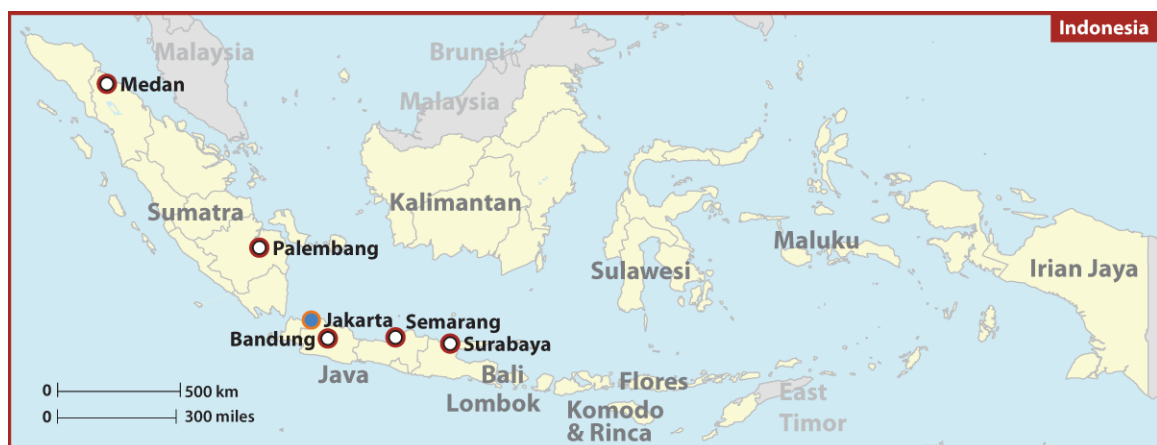 Indonesia
Malaysia
Brunei
Medan
Malaysia
Kalimantan
Sumatra
Palembang
Maluku
Sulawesi
Irian Jaya
Jakarta
Semarang
Bandung
Surabaya
Java
Bali
Flores
Lombok
Komodo
& Rinca
East
Timor
0 500 km
0 300 miles